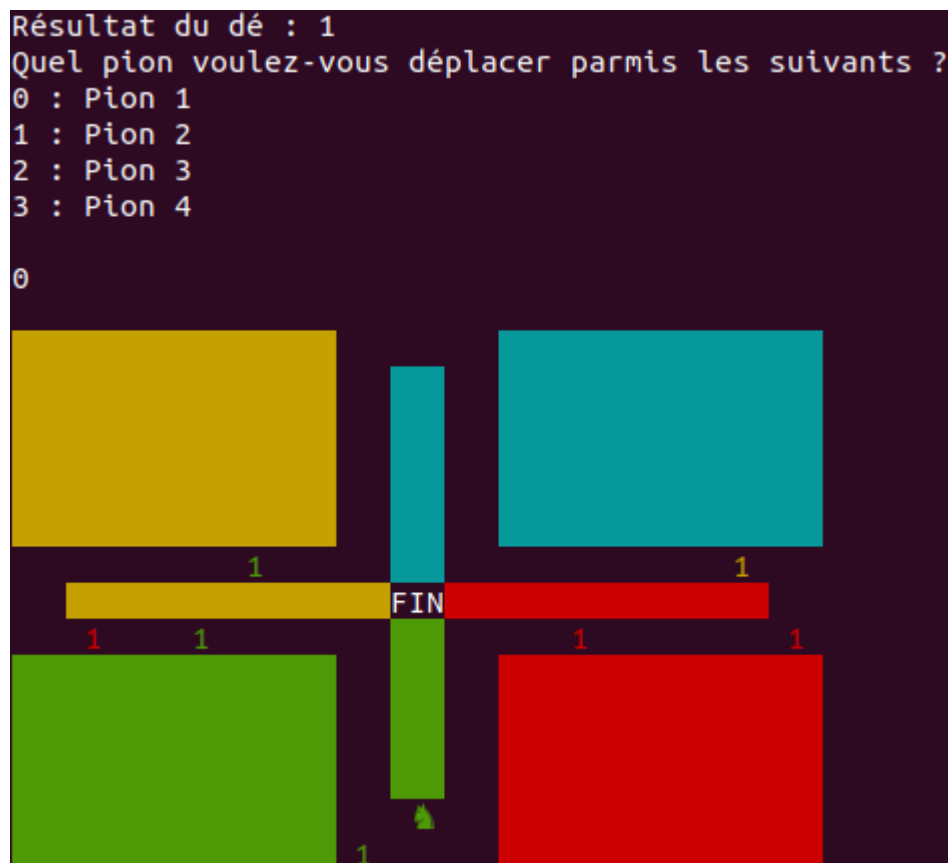 Résultat du dé : 1
Quel pion voulez-vous déplacer parmis les suivants ?
0 : Pion 1
1 : Pion 2
2 : Pion 3
3 : Pion 4
0
1 1
FIN
1 1 1 1
♞
1